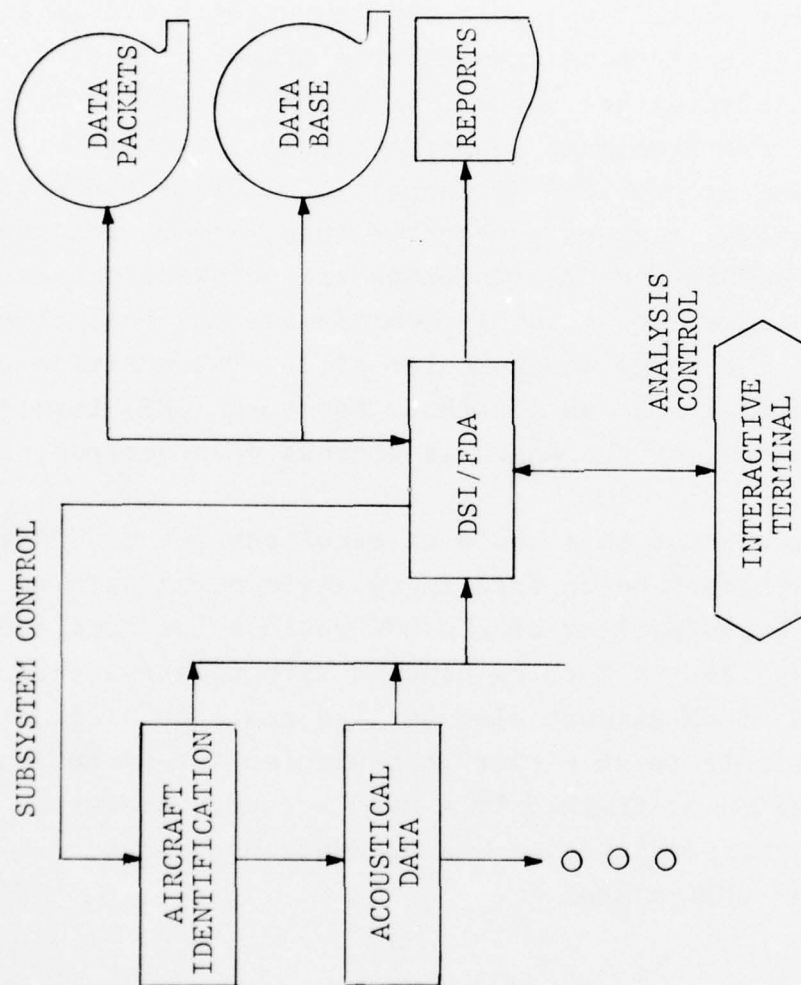 SUBSYSTEM CONTROL
AIRCRAFT
IDENTIFICATION
ACOUSTICAL
DATA
DSI/FDA
DATA
PACKETS
DATA
BASE
REPORTS
ANALYSIS
CONTROL
INTERACTIVE
TERMINAL